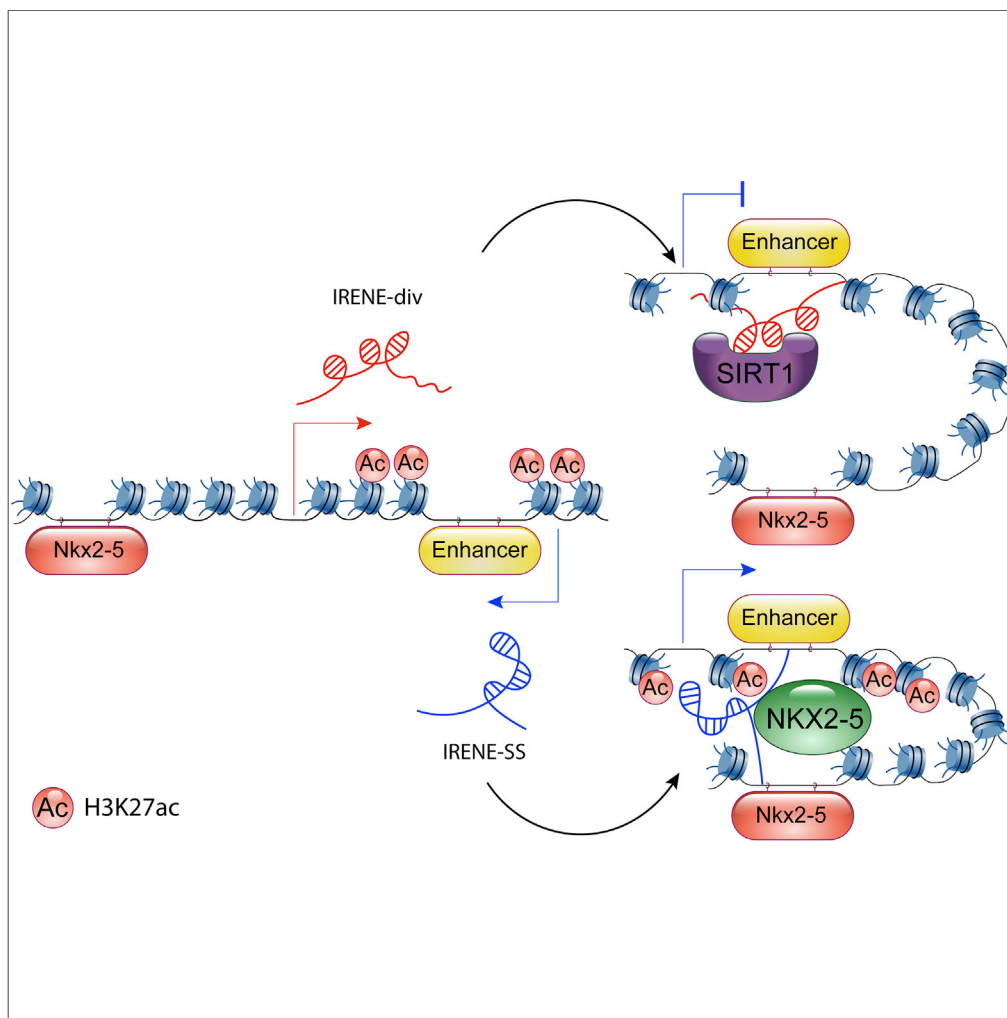 IRENE-div
Ac
Ac
Ac
Ac
Nkx2-5
Enhancer
IRENE-SS
Ac H3K27ac
Enhancer
SIRT1
Nkx2-5
Enhancer
Ac
Ac
Ac
Ac
NKX2-5
Nkx2-5